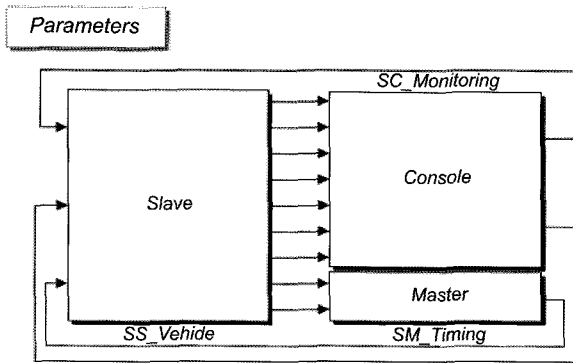 Parameters
SC_Monitoring
Slave
Console
Master
SS_Vehide
SM_Timing